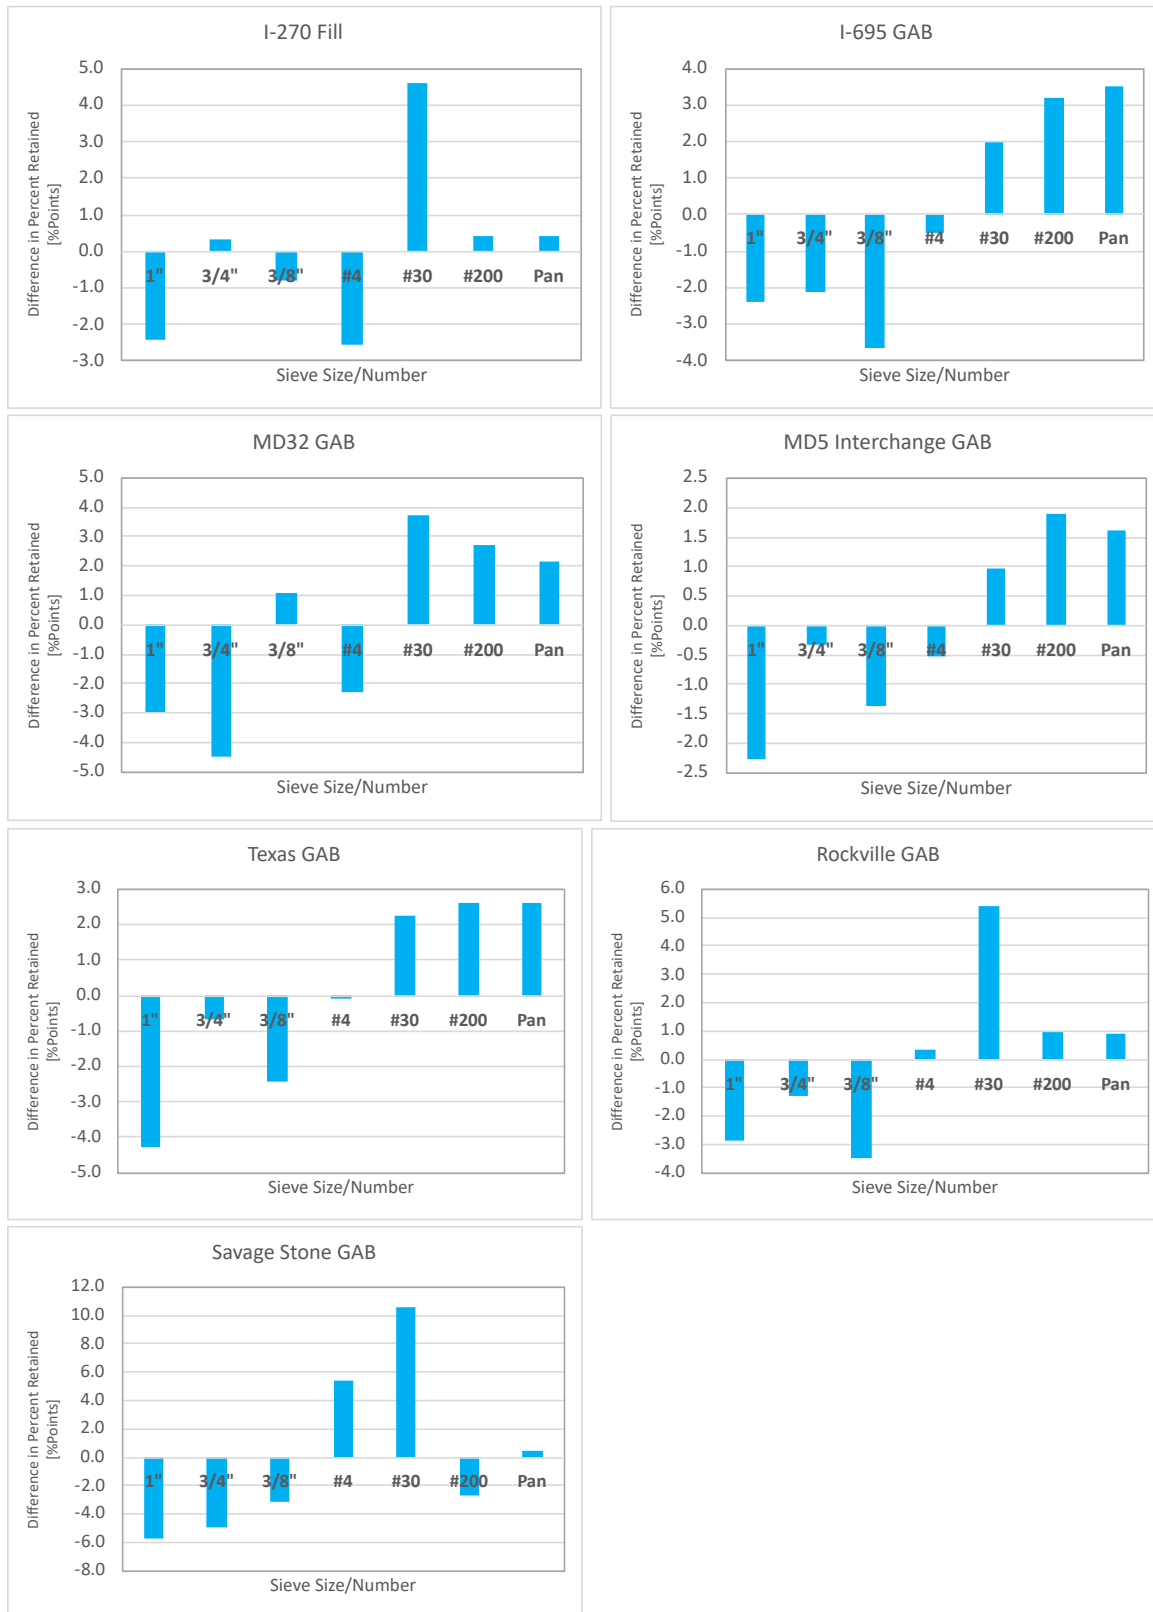 I-270 Fill
Difference in Percent Retained
[%Points]
5.0
4.0
3.0
2.0
1.0
0.0
-1.0
-2.0
-3.0
1" 3/4" 3/8" #4 #30 #200 Pan
Sieve Size/Number
I-695 GAB
Difference in Percent Retained
[%Points]
4.0
3.0
2.0
1.0
0.0
-1.0
-2.0
-3.0
-4.0
1" 3/4" 3/8" #4 #30 #200 Pan
Sieve Size/Number
MD32 GAB
Difference in Percent Retained
[%Points]
5.0
4.0
3.0
2.0
1.0
0.0
-1.0
-2.0
-3.0
-4.0
-5.0
1" 3/4" 3/8" #4 #30 #200 Pan
Sieve Size/Number
MD5 Interchange GAB
Difference in Percent Retained
[%Points]
2.5
2.0
1.5
1.0
0.5
0.0
-0.5
-1.0
-1.5
-2.0
-2.5
1" 3/4" 3/8" #4 #30 #200 Pan
Sieve Size/Number
Texas GAB
Difference in Percent Retained
[%Points]
3.0
2.0
1.0
0.0
-1.0
-2.0
-3.0
-4.0
-5.0
1" 3/4" 3/8" #4 #30 #200 Pan
Sieve Size/Number
Rockville GAB
Difference in Percent Retained
[%Points]
6.0
5.0
4.0
3.0
2.0
1.0
0.0
-1.0
-2.0
-3.0
-4.0
1" 3/4" 3/8" #4 #30 #200 Pan
Sieve Size/Number
Savage Stone GAB
Difference in Percent Retained
[%Points]
12.0
10.0
8.0
6.0
4.0
2.0
0.0
-2.0
-4.0
-6.0
-8.0
1" 3/4" 3/8" #4 #30 #200 Pan
Sieve Size/Number